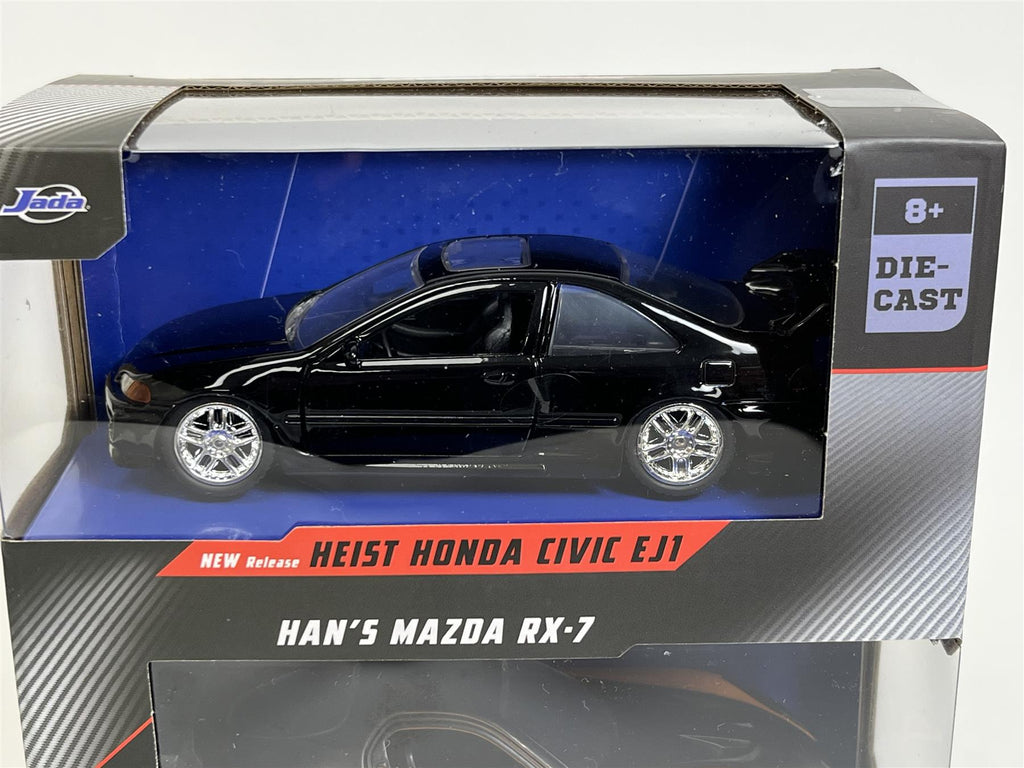 Jada
8+
DIE-
CAST
NEW Release HEIST HONDA CIVIC EJ1
HAN'S MAZDA RX-7